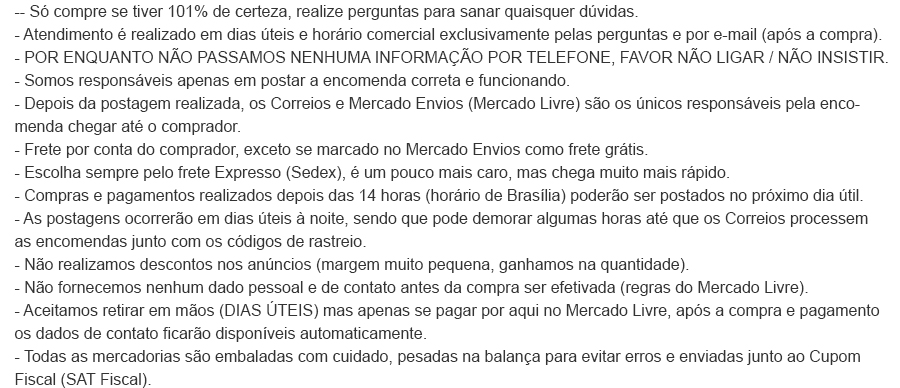 -- Só compre se tiver 101% de certeza, realize perguntas para sanar quaisquer dúvidas.
- Atendimento é realizado em dias úteis e horário comercial exclusivamente pelas perguntas e por e-mail (após a compra).
- POR ENQUANTO NÃO PASSAMOS NENHUMA INFORMAÇÃO POR TELEFONE, FAVOR NÃO LIGAR / NÃO INSISTIR.
- Somos responsáveis apenas em postar a encomenda correta e funcionando.
- Depois da postagem realizada, os Correios e Mercado Envios (Mercado Livre) são os únicos responsáveis pela enco-
menda chegar até o comprador.
- Frete por conta do comprador, exceto se marcado no Mercado Envios como frete grátis.
- Escolha sempre pelo frete Expresso (Sedex), é um pouco mais caro, mas chega muito mais rápido.
- Compras e pagamentos realizados depois das 14 horas (horário de Brasília) poderão ser postados no próximo dia útil.
- As postagens ocorrerão em dias úteis à noite, sendo que pode demorar algumas horas até que os Correios processem
as encomendas junto com os códigos de rastreio.
- Não realizamos descontos nos anúncios (margem muito pequena, ganhamos na quantidade).
- Não fornecemos nenhum dado pessoal e de contato antes da compra ser efetivada (regras do Mercado Livre).
- Aceitamos retirar em mãos (DIAS ÚTEIS) mas apenas se pagar por aqui no Mercado Livre, após a compra e pagamento
os dados de contato ficarão disponíveis automaticamente.
- Todas as mercadorias são embaladas com cuidado, pesadas na balança para evitar erros e enviadas junto ao Cupom
Fiscal (SAT Fiscal).